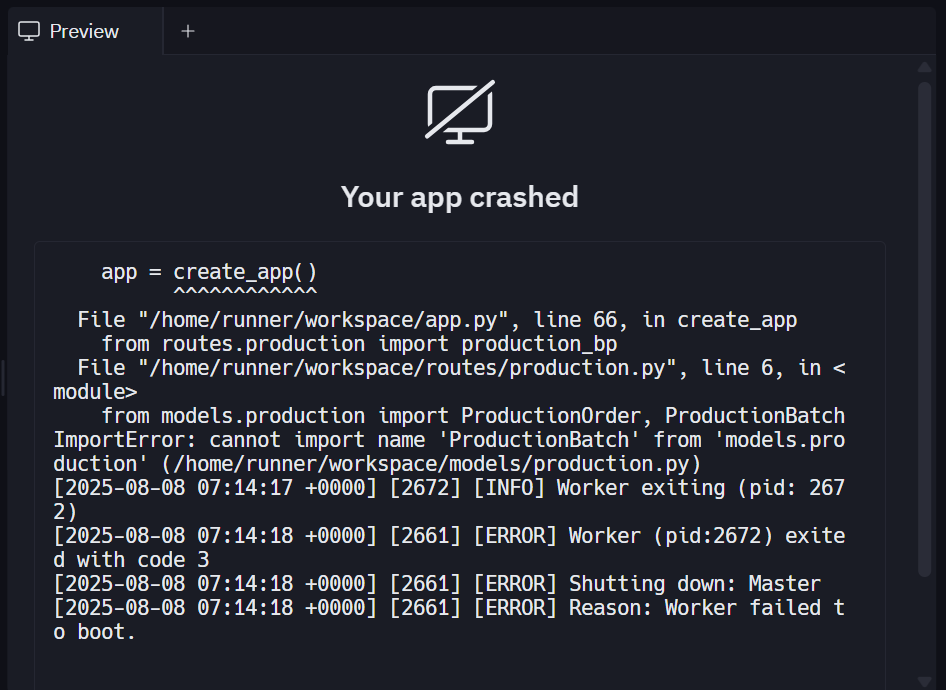 Preview
+
Your app crashed
    app = create_app()
          ^^^^^^^^^^^^
  File "/home/runner/workspace/app.py", line 66, in create_app
    from routes.production import production_bp
  File "/home/runner/workspace/routes/production.py", line 6, in <
module>
    from models.production import ProductionOrder, ProductionBatch
ImportError: cannot import name 'ProductionBatch' from 'models.pro
duction' (/home/runner/workspace/models/production.py)
[2025-08-08 07:14:17 +0000] [2672] [INFO] Worker exiting (pid: 267
2)
[2025-08-08 07:14:18 +0000] [2661] [ERROR] Worker (pid:2672) exite
d with code 3
[2025-08-08 07:14:18 +0000] [2661] [ERROR] Shutting down: Master
[2025-08-08 07:14:18 +0000] [2661] [ERROR] Reason: Worker failed t
o boot.